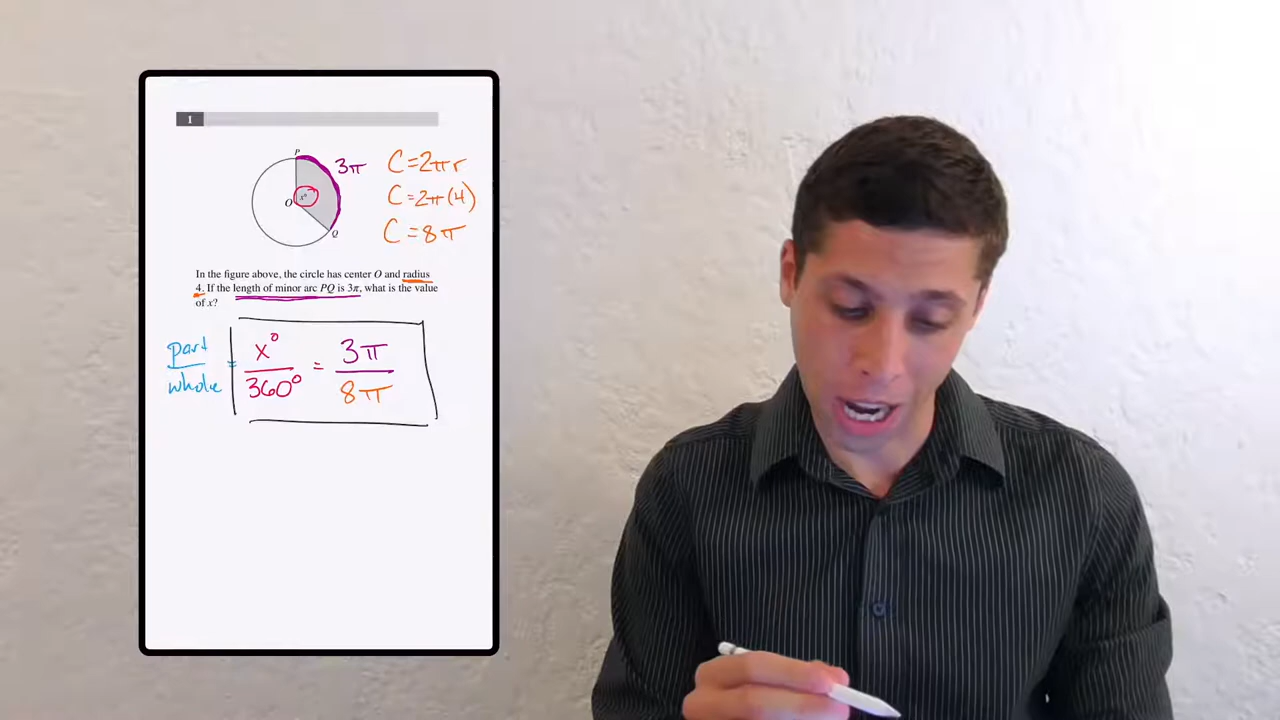 1
P
3π
C=2πr
O
x°
C=2π(4)
Q
C=8π
In the figure above, the circle has center O and radius
4. If the length of minor arc PQ is 3π, what is the value
of x?
part
whole
=
x°
360°
=
3π
8π